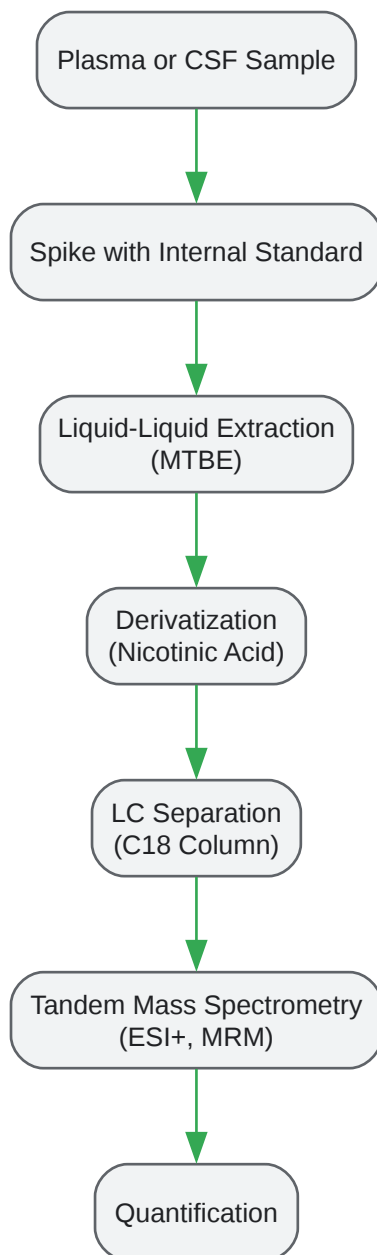 Plasma or CSF Sample
Spike with Internal Standard
Liquid-Liquid Extraction
(MTBE)
Derivatization
(Nicotinic Acid)
LC Separation
(C18 Column)
Tandem Mass Spectrometry
(ESI+, MRM)
Quantification